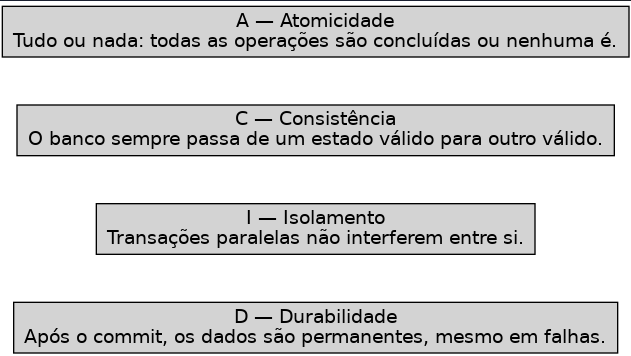 A — Atomicidade
Tudo ou nada: todas as operações são concluídas ou nenhuma é.
C — Consistência
O banco sempre passa de um estado válido para outro válido.
I — Isolamento
Transações paralelas não interferem entre si.
D — Durabilidade
Após o commit, os dados são permanentes, mesmo em falhas.